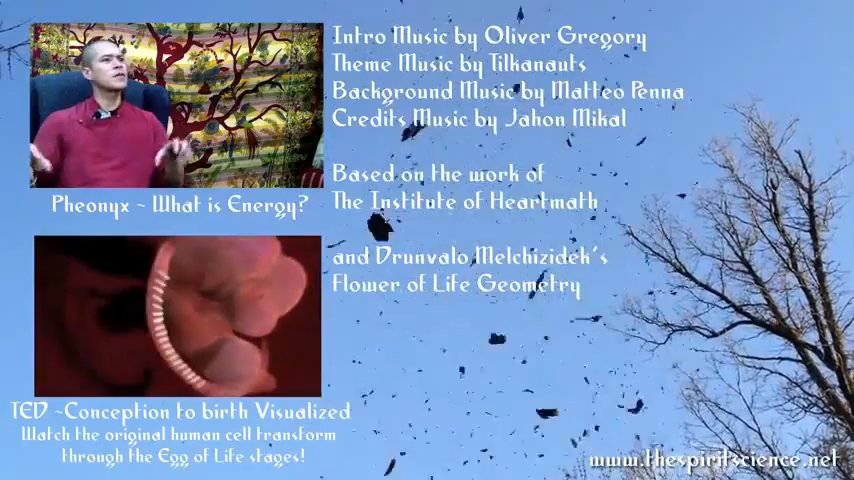 Intro Music by Oliver Gregory
Theme Music by Tilkanauts
Background Music by Matteo Penna
Credits Music by Jahon Mikal
Based on the work of
The Institute of Heartmath
and Drunvalo Melchizidek's
Flower of Life Geometry
Pheonyx ~ What is Energy?
TED ~Conception to birth Visualized
Watch the original human cell transform
through the Egg of Life stages!
www.thespiritscience.net